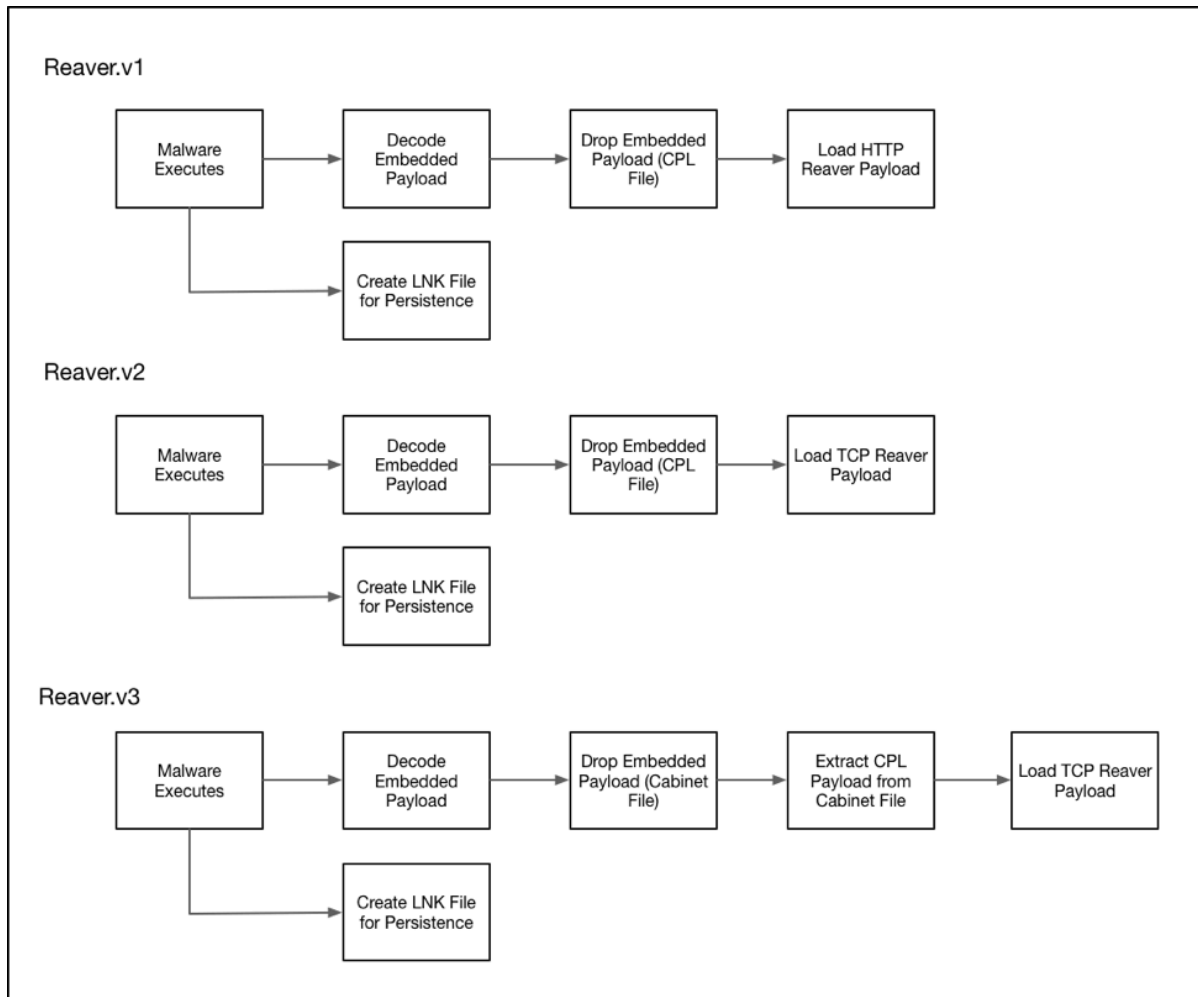 Reaver.v1
Malware
Executes
Decode
Embedded
Payload
Drop Embedded
Payload (CPL
File)
Load HTTP
Reaver Payload
Create LNK File
for Persistence
Reaver.v2
Malware
Executes
Decode
Embedded
Payload
Drop Embedded
Payload (CPL
File)
Load TCP Reaver
Payload
Create LNK File
for Persistence
Reaver.v3
Malware
Executes
Decode
Embedded
Payload
Drop Embedded
Payload (Cabinet
File)
Extract CPL
Payload from
Cabinet File
Load TCP Reaver
Payload
Create LNK File
for Persistence